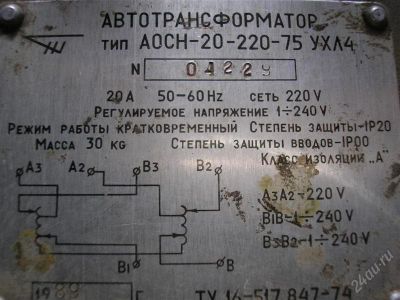 АВТОТРАНСФОРМАТОР
ТИП АОСН-20-220-75 УХЛ4
N 04229
20А 50-60Hz СЕТЬ 220V
РЕГУЛИРУЕМОЕ НАПРЯЖЕНИЕ 1÷240V
РЕЖИМ РАБОТЫ КРАТКОВРЕМЕННЫЙ СТЕПЕНЬ ЗАЩИТЫ-IP20
МАССА 30 КG СТЕПЕНЬ ЗАЩИТЫ ВВОДОВ-IP00
КЛАСС ИЗОЛЯЦИИ „А"
А3 А2 В3 В2
А3А2-220V
В1В-1÷240V
В3В2-1÷240V
В1 В
1989 Г. ТУ 16-517.847-74
24au.ru